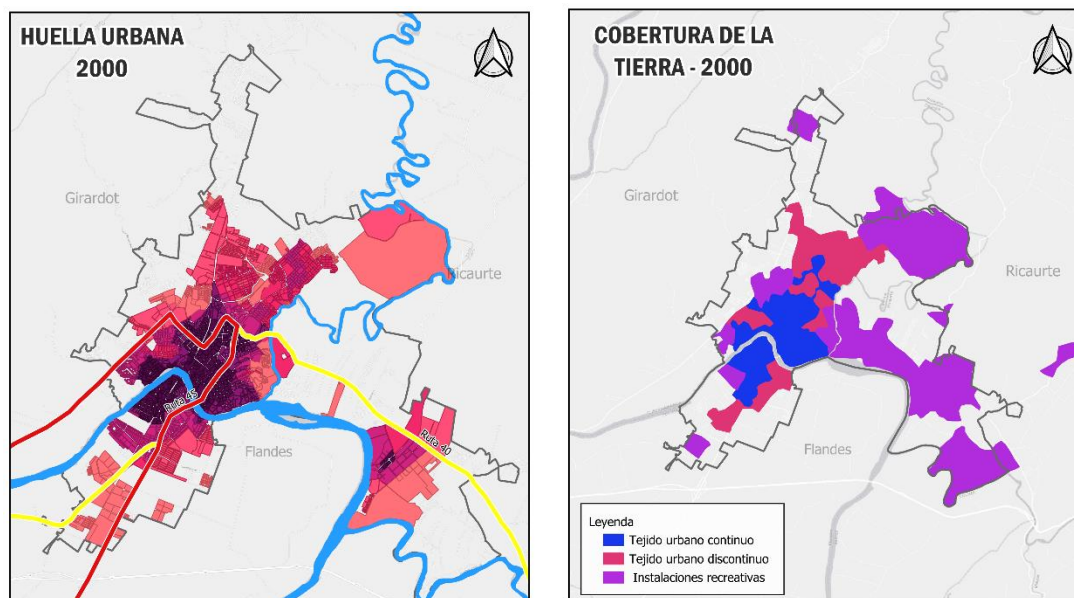 HUELLA URBANA
2000
Girardot
Ricaurte
Ruta 45
Ruta 40
Flandes
COBERTURA DE LA
TIERRA - 2000
Girardot
Ricaurte
Flandes
Leyenda
Tejido urbano continuo
Tejido urbano discontinuo
Instalaciones recreativas